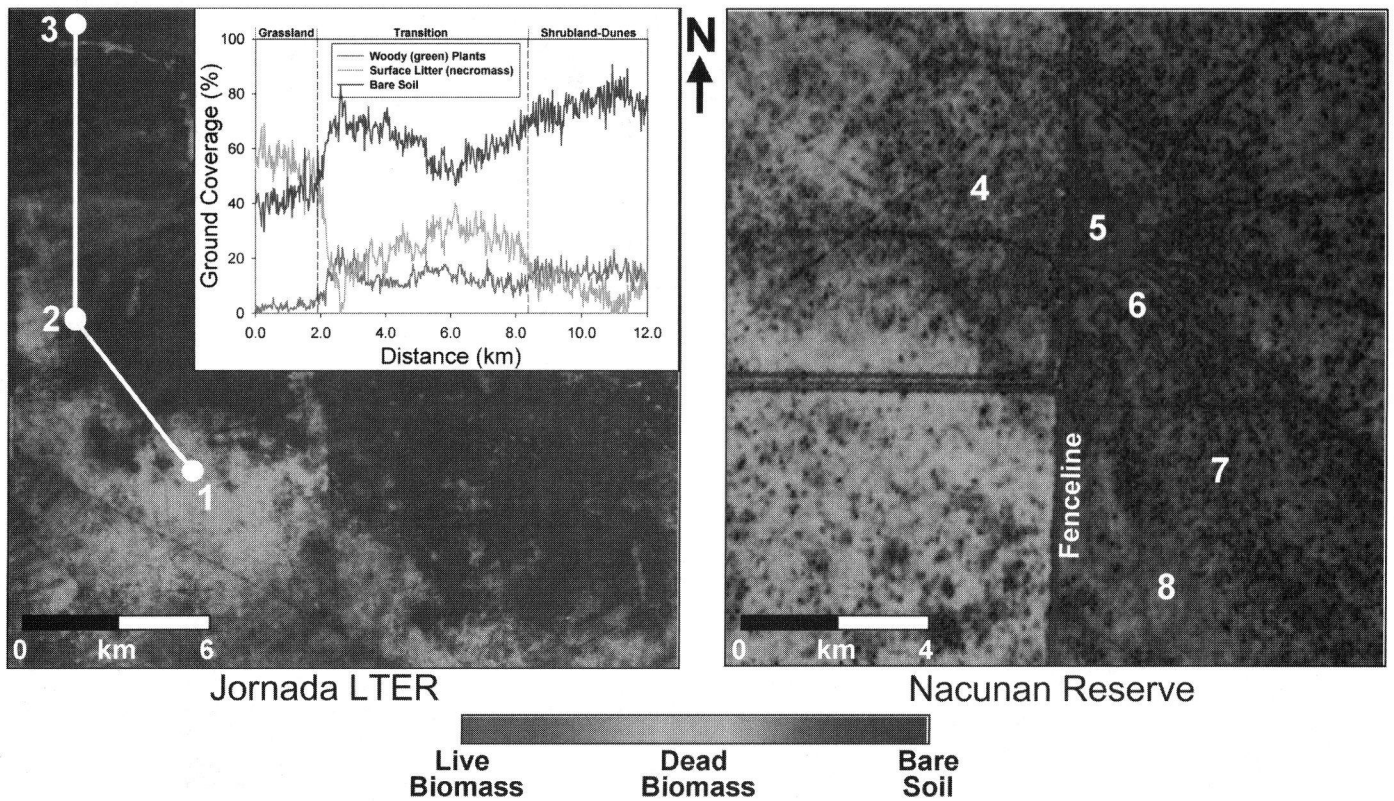 3
2
1
0 km 6
Grassland Transition Shrubland-Dunes
Woody (green) Plants
Surface Litter (necromass)
Bare Soil
Ground Coverage (%)
100
80
60
40
20
0
0.0 2.0 4.0 6.0 8.0 10.0 12.0
Distance (km)
N
4
5
6
7
8
Fenceline
0 km 4
Jornada LTER
Nacunan Reserve
Live Biomass
Dead Biomass
Bare Soil